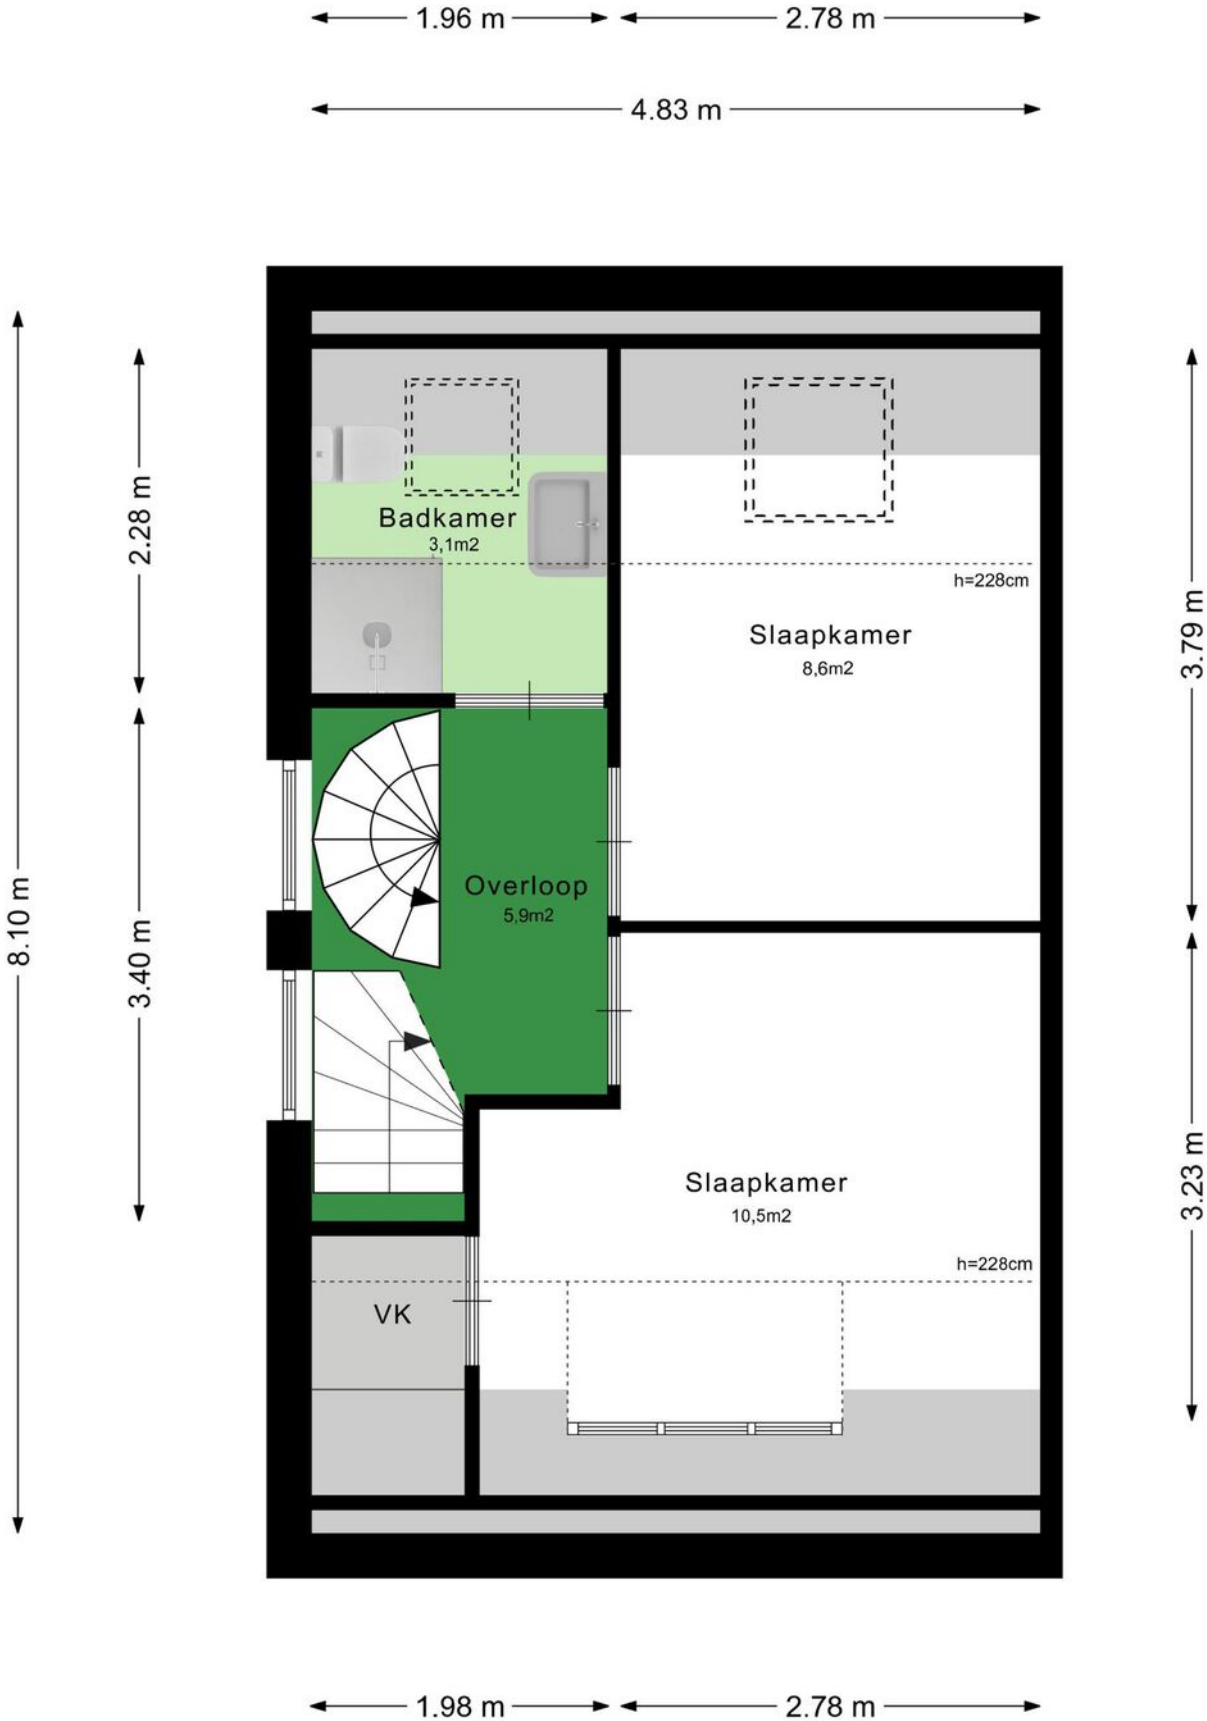 1.96 m
2.78 m
4.83 m
8.10 m
2.28 m
3.40 m
3.79 m
3.23 m
Badkamer
3,1m2
h=228cm
Slaapkamer
8,6m2
Overloop
5,9m2
Slaapkamer
10,5m2
h=228cm
VK
1.98 m
2.78 m